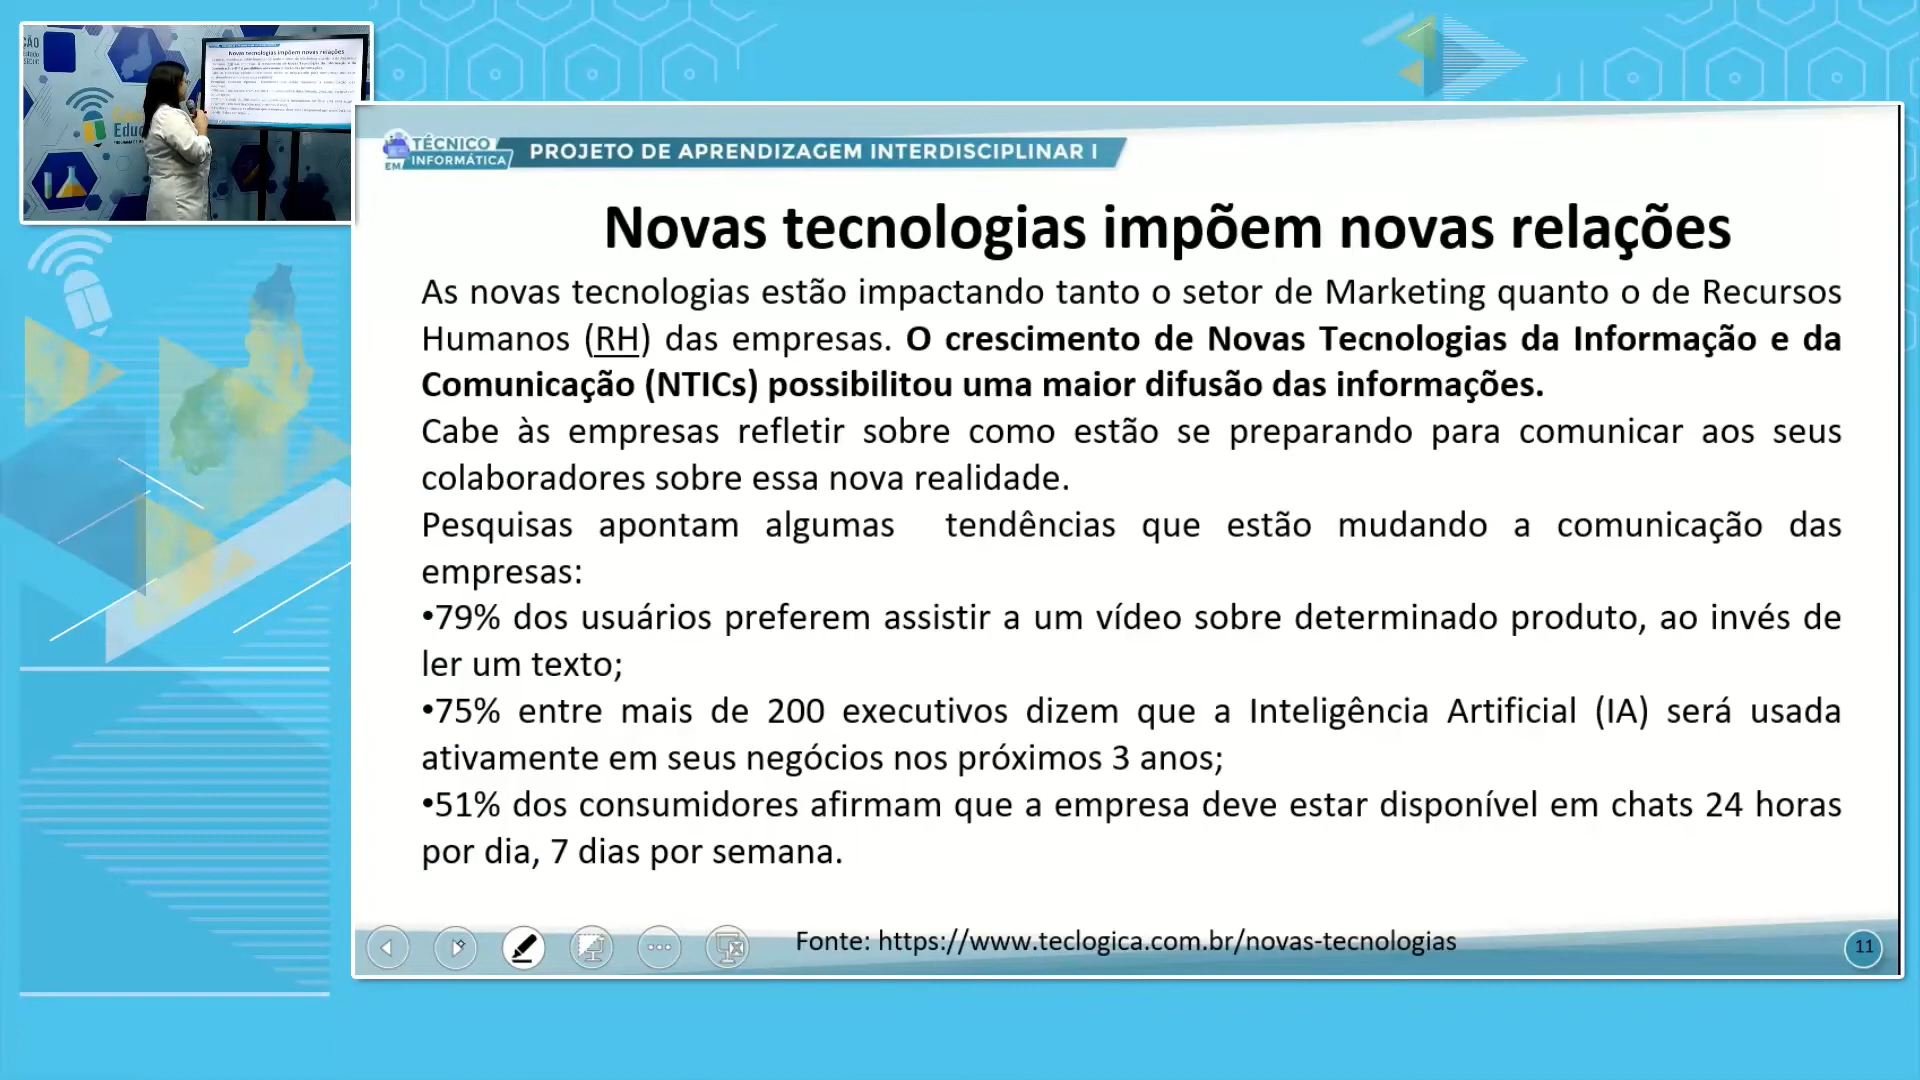 TÉCNICO
EM INFORMÁTICA
PROJETO DE APRENDIZAGEM INTERDISCIPLINAR I
Novas tecnologias impõem novas relações
As novas tecnologias estão impactando tanto o setor de Marketing quanto o de Recursos
Humanos (RH) das empresas. O crescimento de Novas Tecnologias da Informação e da
Comunicação (NTICs) possibilitou uma maior difusão das informações.
Cabe às empresas refletir sobre como estão se preparando para comunicar aos seus
colaboradores sobre essa nova realidade.
Pesquisas apontam algumas tendências que estão mudando a comunicação das
empresas:
•79% dos usuários preferem assistir a um vídeo sobre determinado produto, ao invés de
ler um texto;
•75% entre mais de 200 executivos dizem que a Inteligência Artificial (IA) será usada
ativamente em seus negócios nos próximos 3 anos;
•51% dos consumidores afirmam que a empresa deve estar disponível em chats 24 horas
por dia, 7 dias por semana.
Fonte: https://www.teclogica.com.br/novas-tecnologias
11